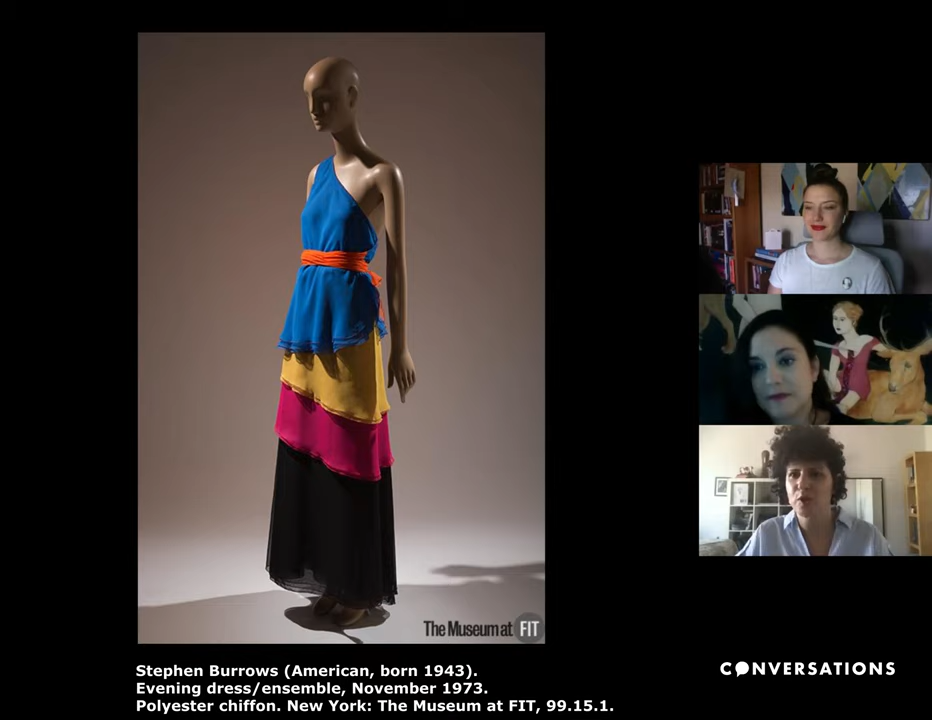 The Museum at FIT
Stephen Burrows (American, born 1943).
Evening dress/ensemble, November 1973.
Polyester chiffon. New York: The Museum at FIT, 99.15.1.
CONVERSATIONS